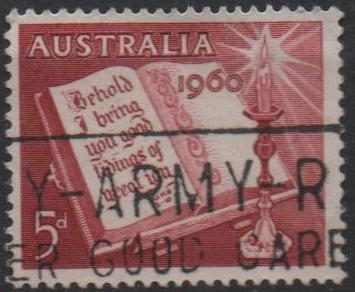 AUSTRALIA
1960
Behold
I bring
you good
tidings of
great joy
5d
Y-ARMY-R
ER GOOD CARE